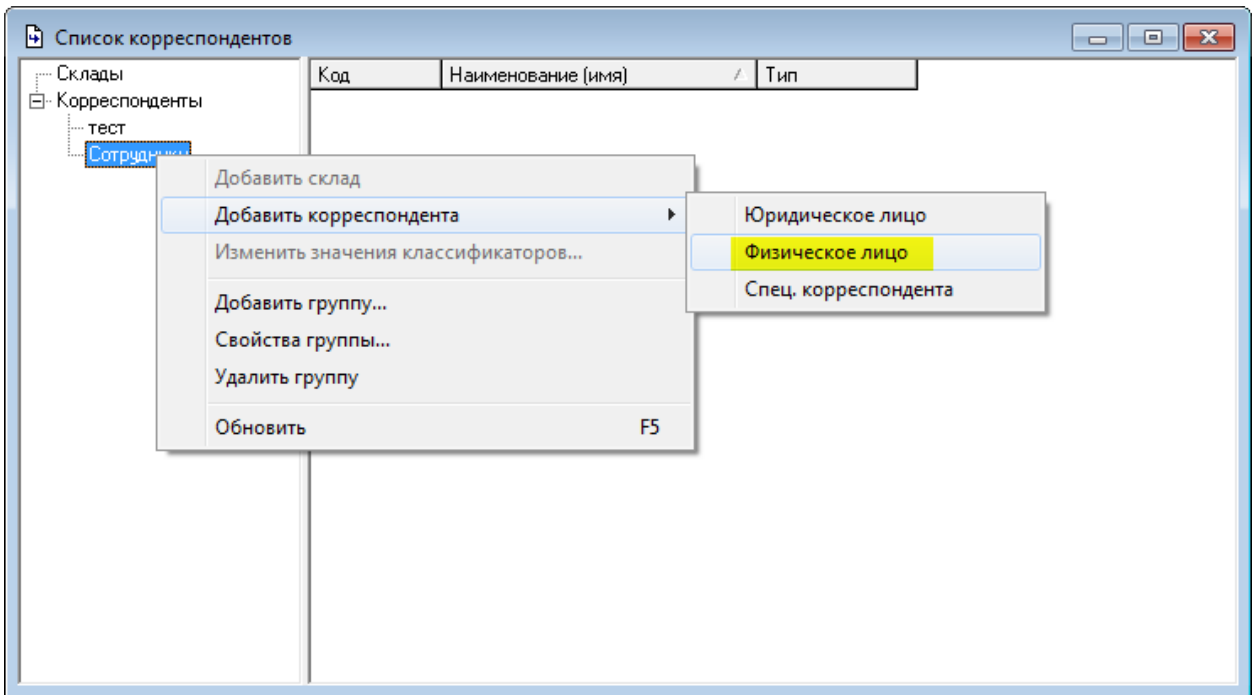 Список корреспондентов
Склады
Код Наименование (имя) Тип
Корреспонденты
тест
Сотрудники
Добавить склад
Добавить корреспондента
Юридическое лицо
Изменить значения классификаторов...
Физическое лицо
Спец. корреспондента
Добавить группу...
Свойства группы...
Удалить группу
Обновить F5